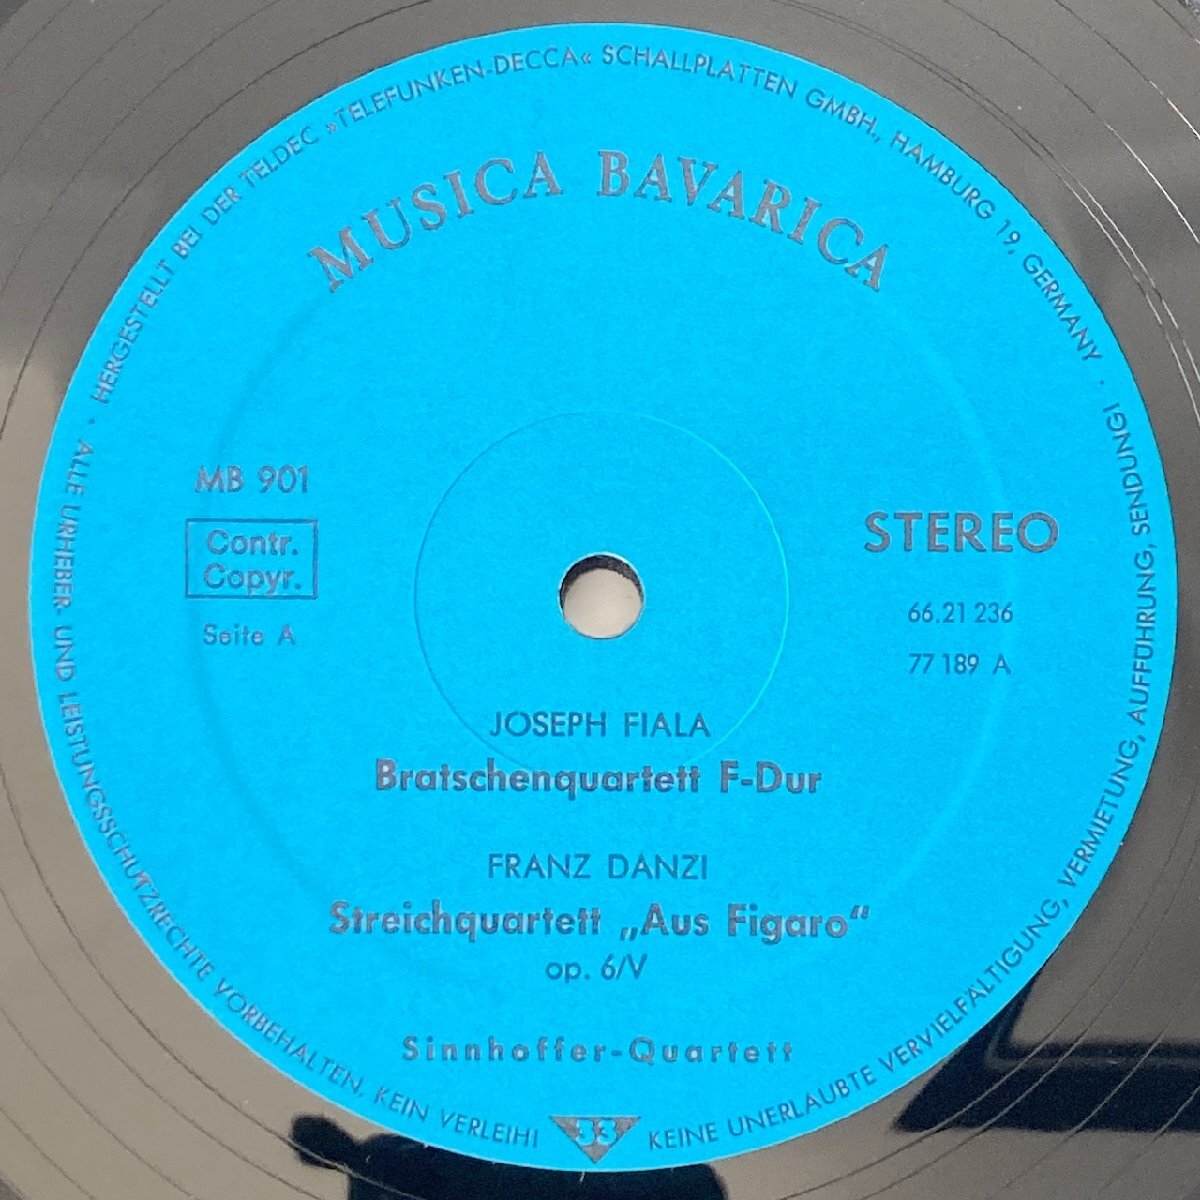 HERGESTELLT BEI DER TELDEC »TELEFUNKEN-DECCA« SCHALLPLATTEN GMBH., HAMBURG 19, GERMANY ·
MUSICA BAVARICA
MB 901
Contr.
Copyr.
Seite A
STEREO
66.21 236
77 189 A
JOSEPH FIALA
Bratschenquartett F-Dur
FRANZ DANZI
Streichquartett „Aus Figaro“
op. 6/V
Sinnhoffer-Quartett
33
· ALLE URHEBER- UND LEISTUNGSSCHUTZRECHTE VORBEHALTEN, KEIN VERLEIH!
KEINE UNERLAUBTE VERVIELFÄLTIGUNG, VERMIETUNG, AUFFÜHRUNG, SENDUNG!